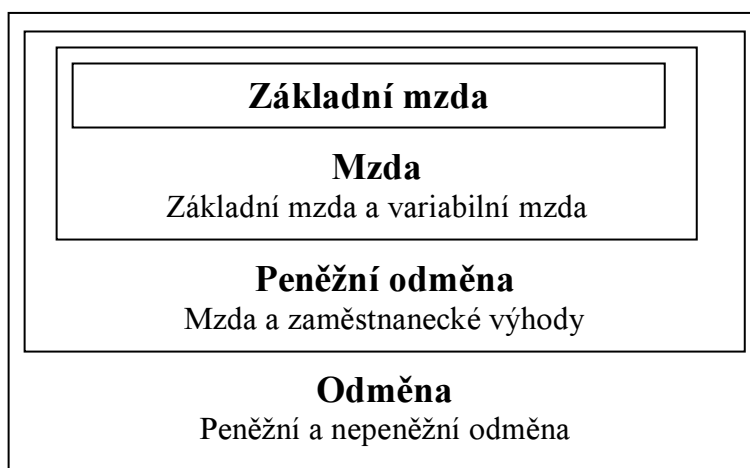 Základní mzda
Mzda
Základní mzda a variabilní mzda
Peněžní odměna
Mzda a zaměstnanecké výhody
Odměna
Peněžní a nepeněžní odměna